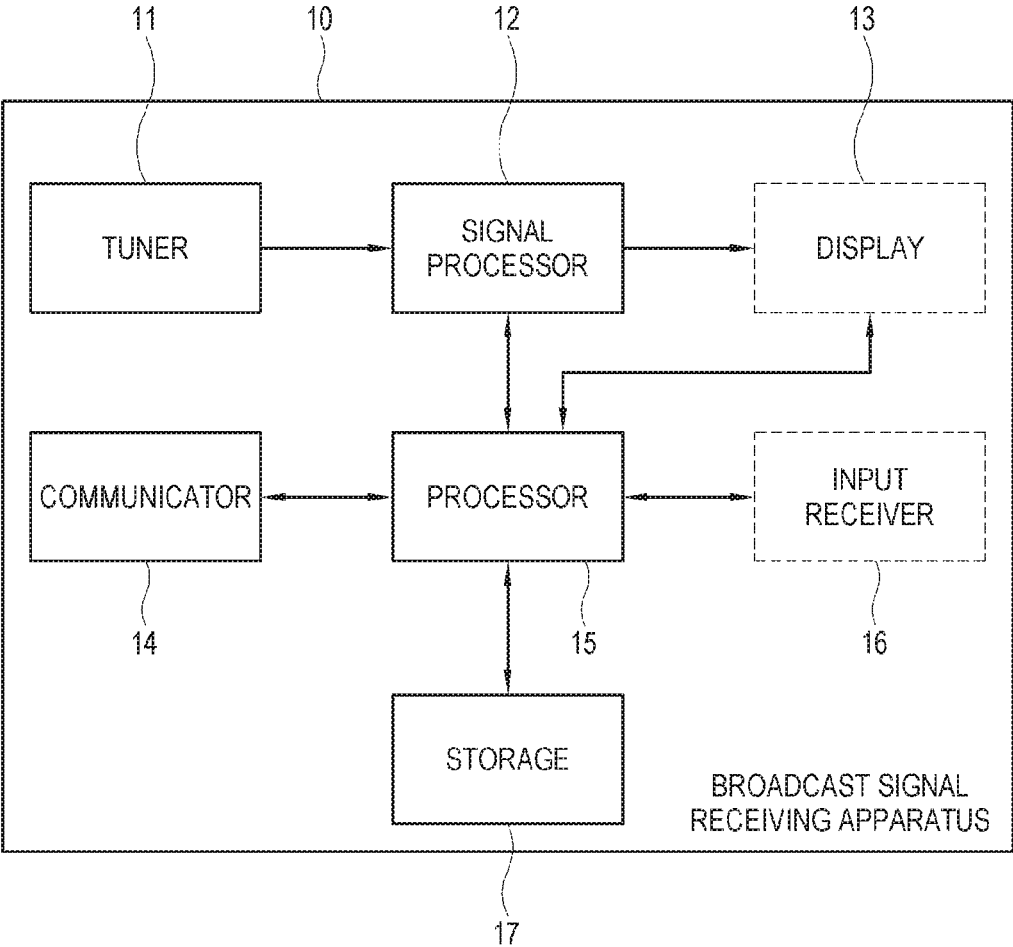 11
10
12
13
TUNER
SIGNAL
PROCESSOR
DISPLAY
COMMUNICATOR
PROCESSOR
INPUT
RECEIVER
14
15
16
STORAGE
BROADCAST SIGNAL
RECEIVING APPARATUS
17